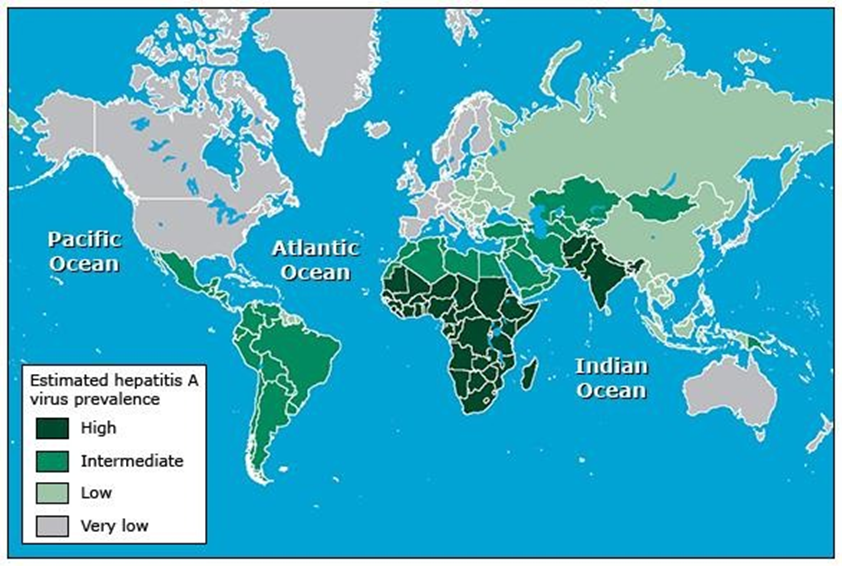 Pacific
Ocean
Atlantic
Ocean
Indian
Ocean
Estimated hepatitis A
virus prevalence
High
Intermediate
Low
Very low